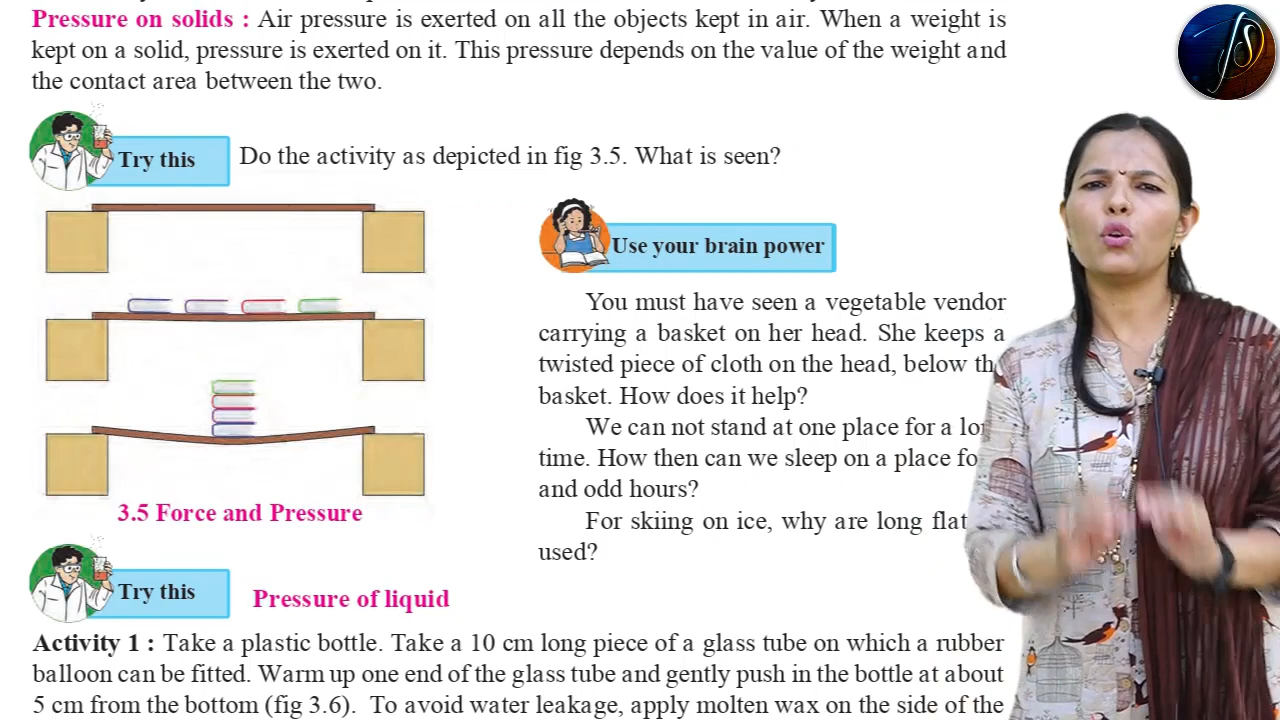 Pressure on solids : Air pressure is exerted on all the objects kept in air. When a weight is
kept on a solid, pressure is exerted on it. This pressure depends on the value of the weight and
the contact area between the two.
Try this
Do the activity as depicted in fig 3.5. What is seen?
3.5 Force and Pressure
Use your brain power
You must have seen a vegetable vendor
carrying a basket on her head. She keeps a
twisted piece of cloth on the head, below
basket. How does it help?
We can not stand at one place for a
time. How then can we sleep on a place
and odd hours?
For skiing on ice, why are long flat
used?
Try this
Pressure of liquid
Activity 1 : Take a plastic bottle. Take a 10 cm long piece of a glass tube on which a rubber
balloon can be fitted. Warm up one end of the glass tube and gently push in the bottle at about
5 cm from the bottom (fig 3.6). To avoid water leakage, apply molten wax on the side of the